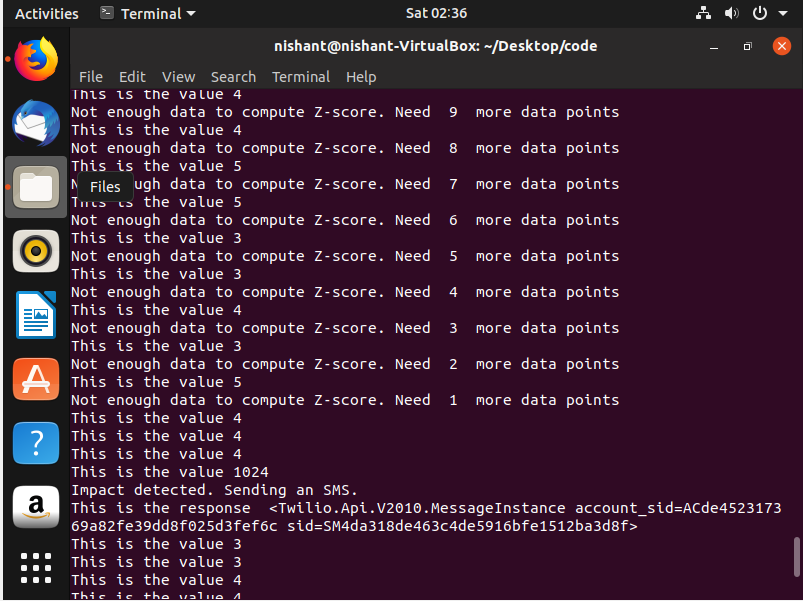 Activities
Terminal
Sat 02:36
nishant@nishant-VirtualBox: ~/Desktop/code
File Edit View Search Terminal Help
This is the value 4
Not enough data to compute Z-score. Need  9  more data points
This is the value 4
Not enough data to compute Z-score. Need  8  more data points
This is the value 5
ugh data to compute Z-score. Need  7  more data points
Files
This is the value 5
Not enough data to compute Z-score. Need  6  more data points
This is the value 3
Not enough data to compute Z-score. Need  5  more data points
This is the value 3
Not enough data to compute Z-score. Need  4  more data points
This is the value 4
Not enough data to compute Z-score. Need  3  more data points
This is the value 3
Not enough data to compute Z-score. Need  2  more data points
This is the value 5
Not enough data to compute Z-score. Need  1  more data points
This is the value 4
This is the value 4
This is the value 4
This is the value 1024
Impact detected. Sending an SMS.
This is the response  <Twilio.Api.V2010.MessageInstance account_sid=ACde4523173
69a82fe39dd8f025d3fef6c sid=SM4da318de463c4de5916bfe1512ba3d8f>
This is the value 3
This is the value 3
This is the value 4
This is the value 4